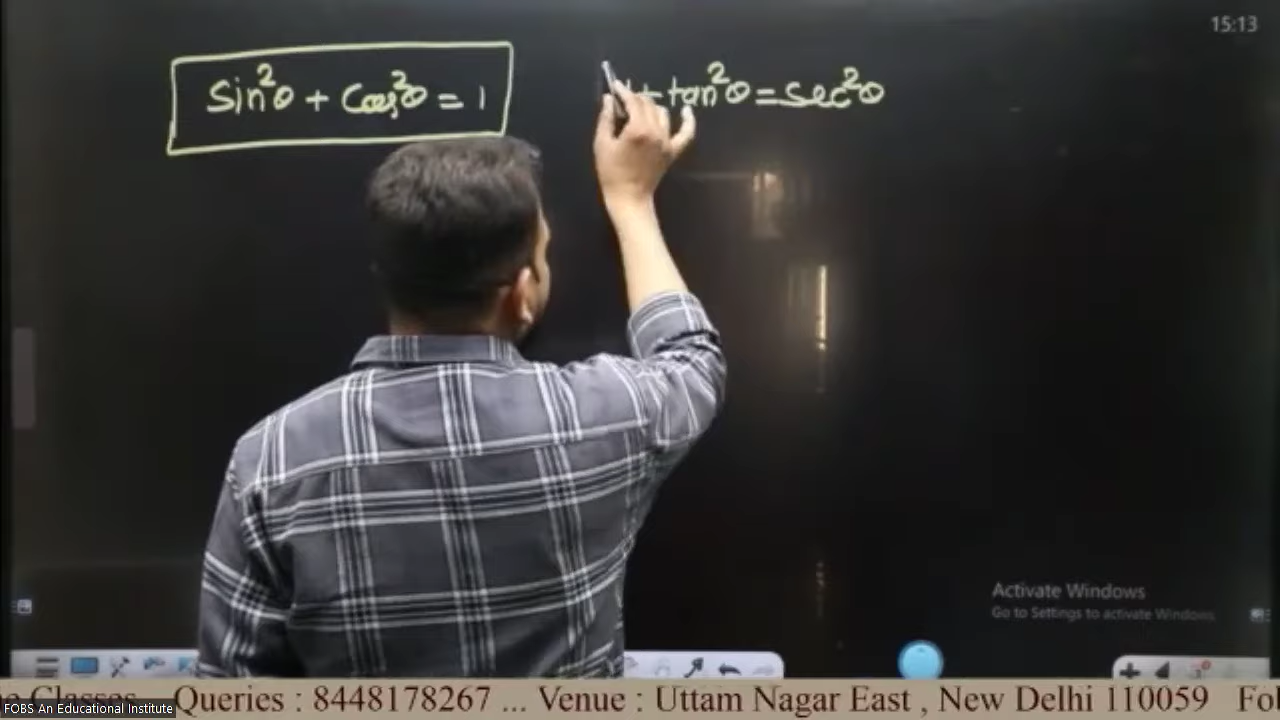 15:13
sin²θ + cos²θ = 1
1 + tan²θ = sec²θ
Activate Windows
Go to Settings to activate Windows.
Classes Queries : 8448178267 ... Venue : Uttam Nagar East , New Delhi 110059
FOBS An Educational Institute